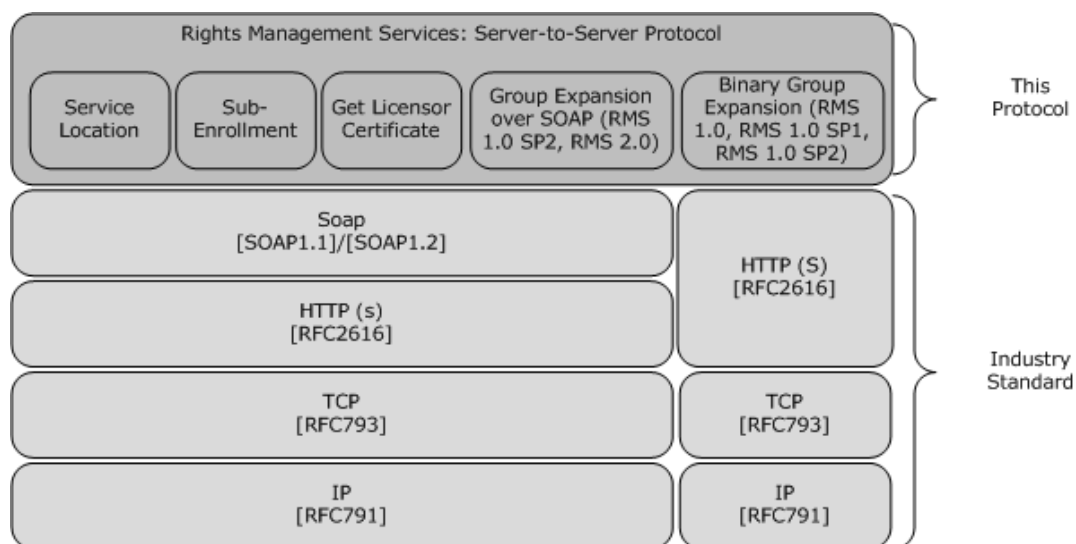 Rights Management Services: Server-to-Server Protocol
Service
Location
Sub-
Enrollment
Get Licensor
Certificate
Group Expansion
over SOAP (RMS
1.0 SP2, RMS 2.0)
Binary Group
Expansion (RMS
1.0, RMS 1.0 SP1,
RMS 1.0 SP2)
This
Protocol
Soap
[SOAP1.1]/[SOAP1.2]
HTTP (s)
[RFC2616]
HTTP (S)
[RFC2616]
TCP
[RFC793]
TCP
[RFC793]
IP
[RFC791]
IP
[RFC791]
Industry
Standard